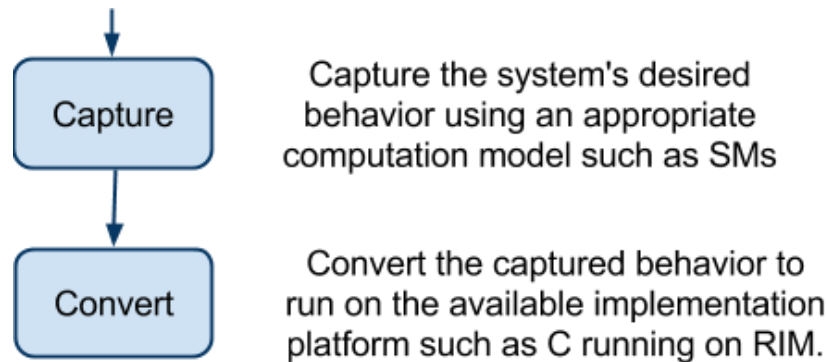 Capture
Capture the system's desired
behavior using an appropriate
computation model such as SMs
Convert
Convert the captured behavior to
run on the available implementation
platform such as C running on RIM.